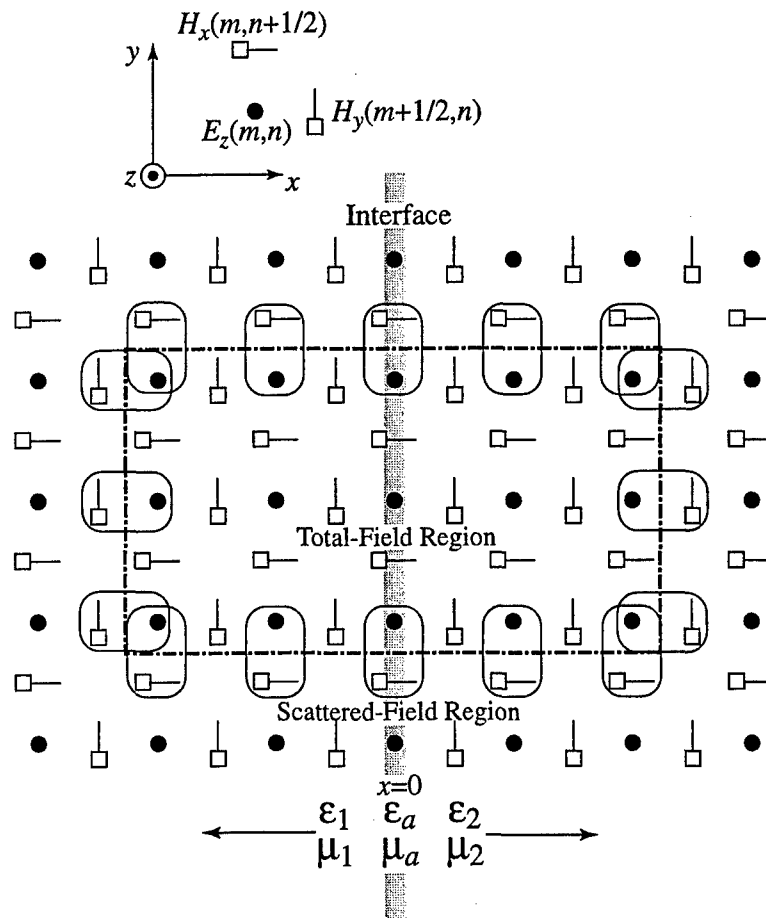 H_x(m,n+1/2)
y
E_z(m,n)
H_y(m+1/2,n)
z
x
Interface
Total-Field Region
Scattered-Field Region
x=0
ε_1 ε_a ε_2
μ_1 μ_a μ_2